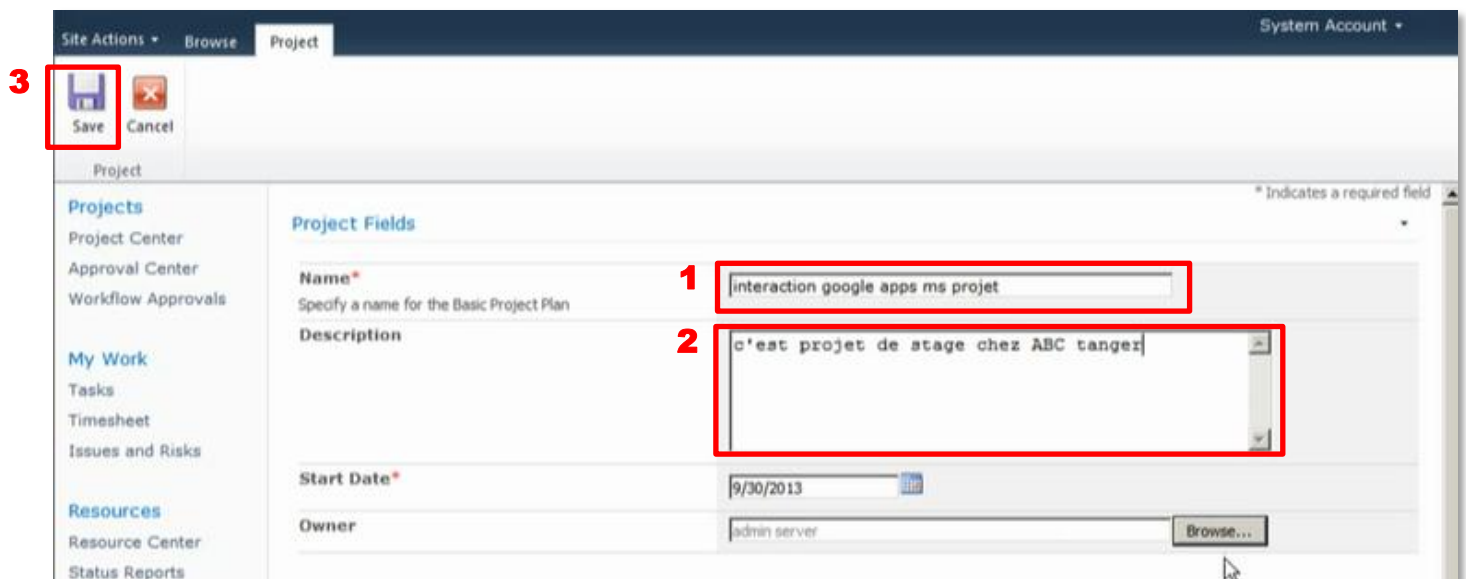 System Account
Site Actions Browse Project
3
Save Cancel
Project
* Indicates a required field
Projects
Project Center
Approval Center
Workflow Approvals
My Work
Tasks
Timesheet
Issues and Risks
Resources
Resource Center
Status Reports
Project Fields
Name*
Specify a name for the Basic Project Plan
1
interaction google apps ms projet
Description
2
c'est projet de stage chez ABC tanger
Start Date*
9/30/2013
Owner
admin server
Browse...